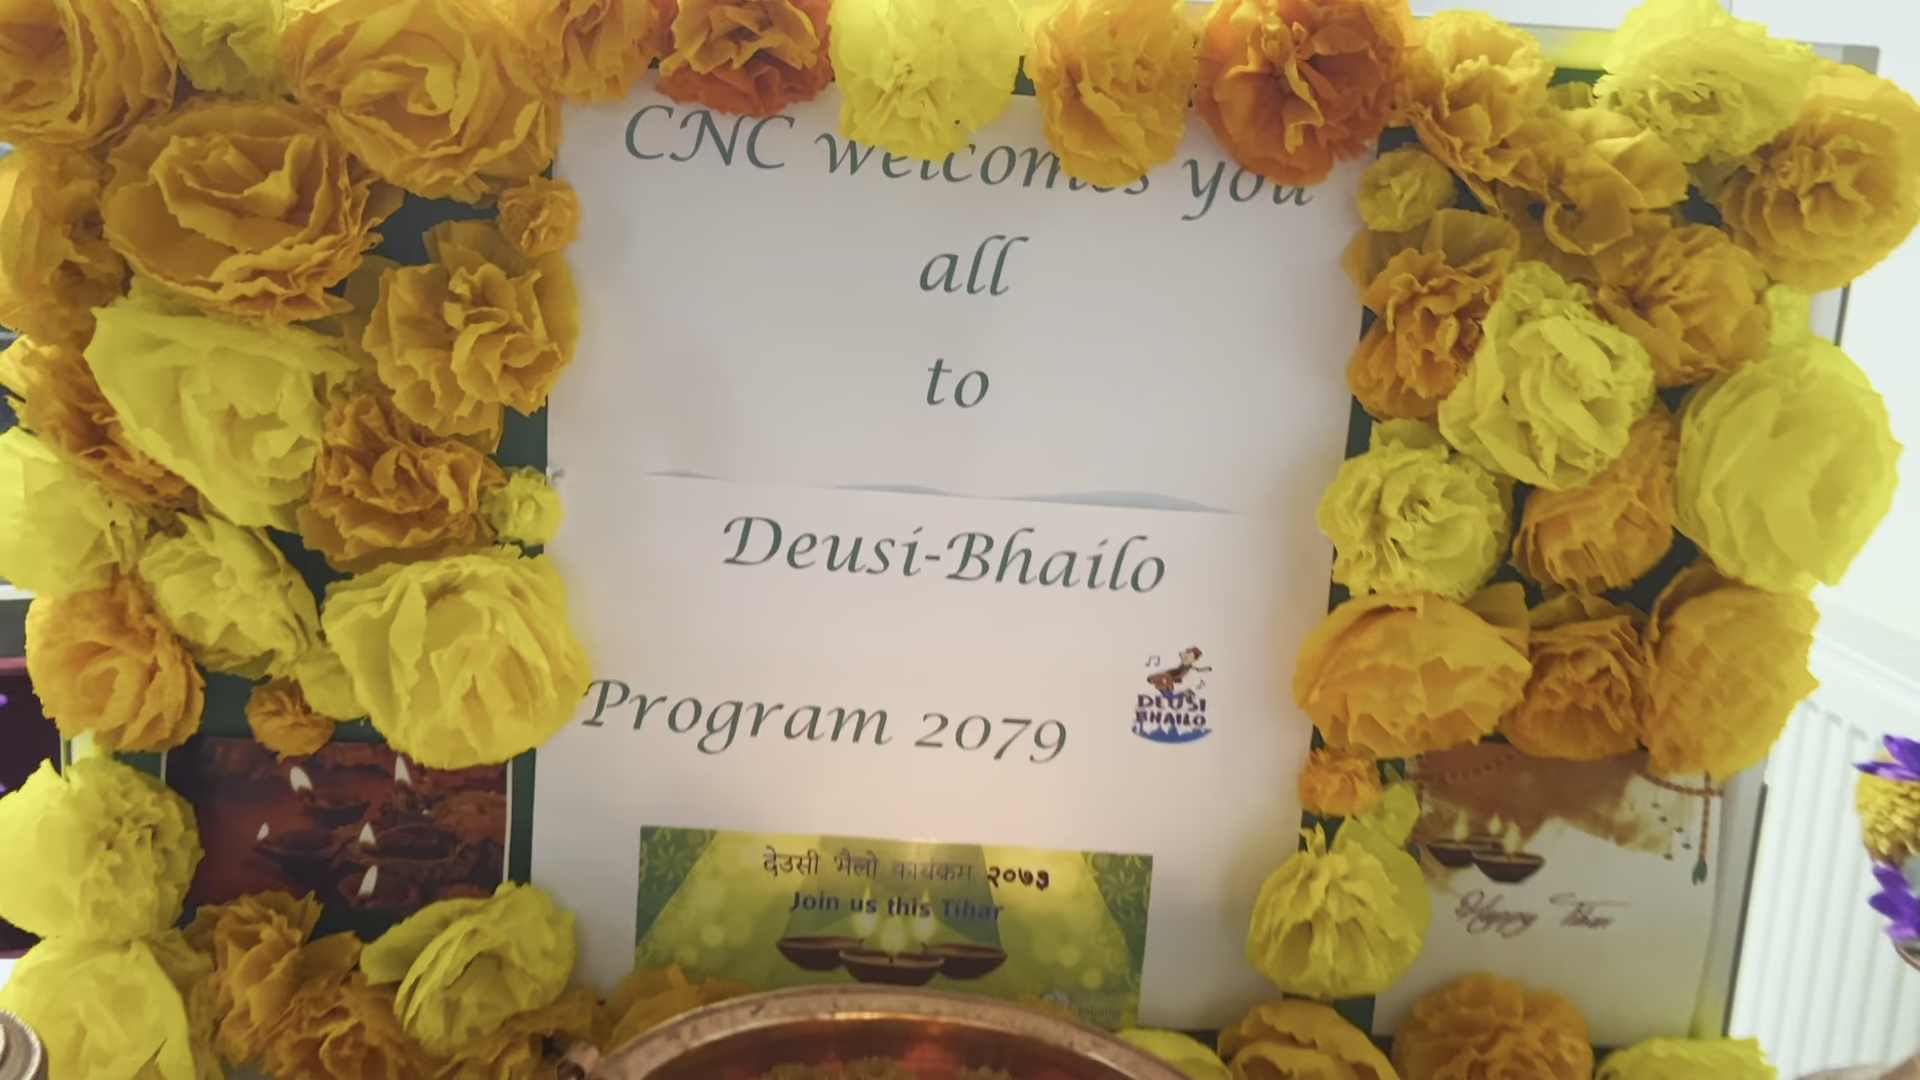 CNC welcomes you
all
to
Deusi-Bhailo
Program 2079
DEUSI
BHAILO
देउसी भैलो कार्यक्रम २०७३
Join us this Tihar
Happy Tihar